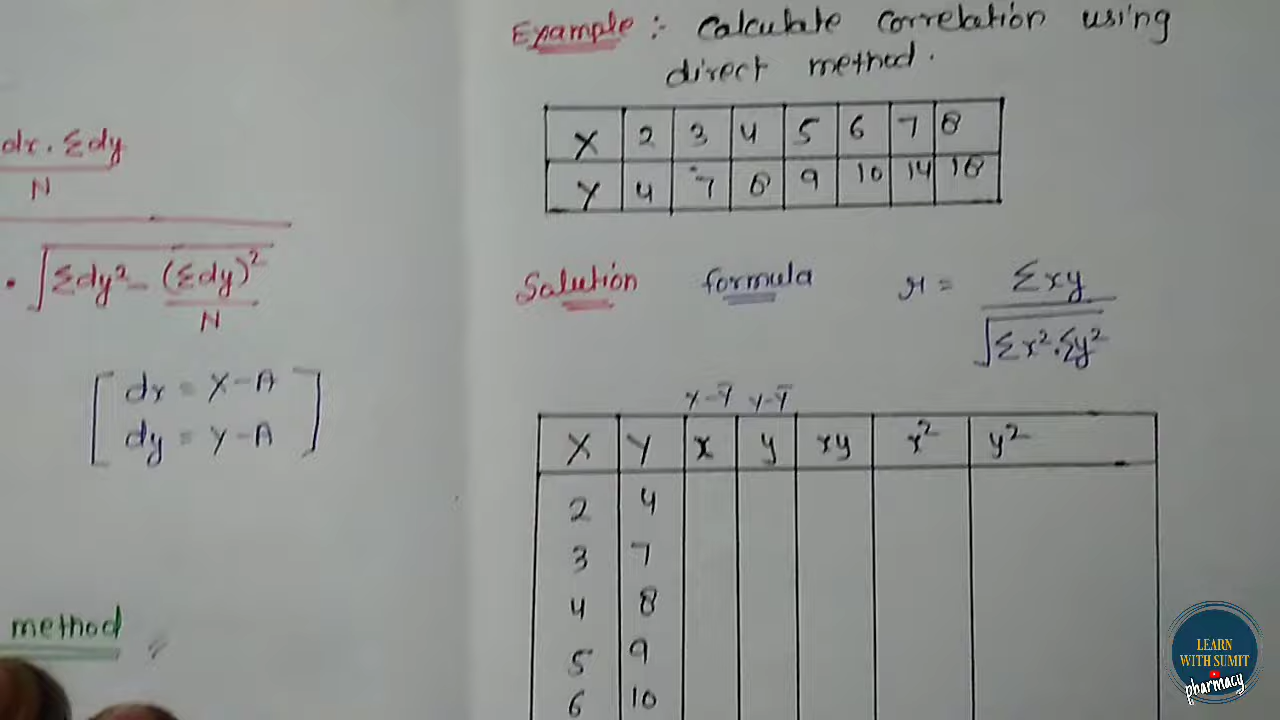 dx . Σdy
N
. √Σdy² - (Σdy)²
N
dx = X-A
dy = Y-A
method
Example :- Calculate correlation using
direct method.
X 2 3 4 5 6 7 8
Y 4 7 8 9 10 14 18
Solution formula r = Σxy
√Σx².Σy²
Y-Ȳ Y-Ȳ
X Y x y xy x² y²
2 4
3 7
4 8
5 9
6 10
LEARN
WITH SUMIT
pharmacy